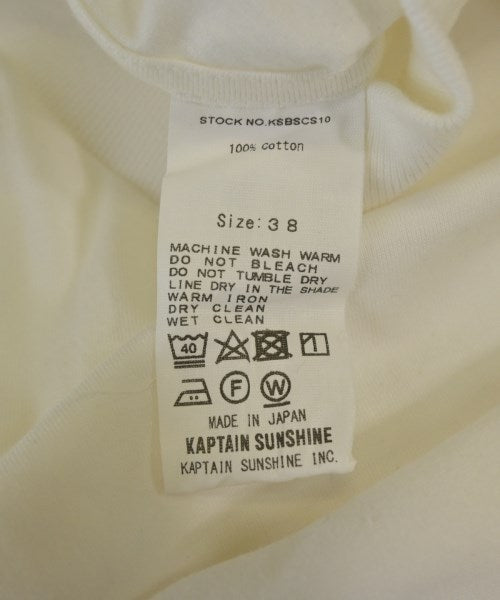 STOCK NO.KSBSCS10
100% cotton
Size: 38
MACHINE WASH WARM
DO NOT BLEACH
DO NOT TUMBLE DRY
LINE DRY IN THE SHADE
WARM IRON
DRY CLEAN
WET CLEAN
40
F W
MADE IN JAPAN
KAPTAIN SUNSHINE
KAPTAIN SUNSHINE INC.